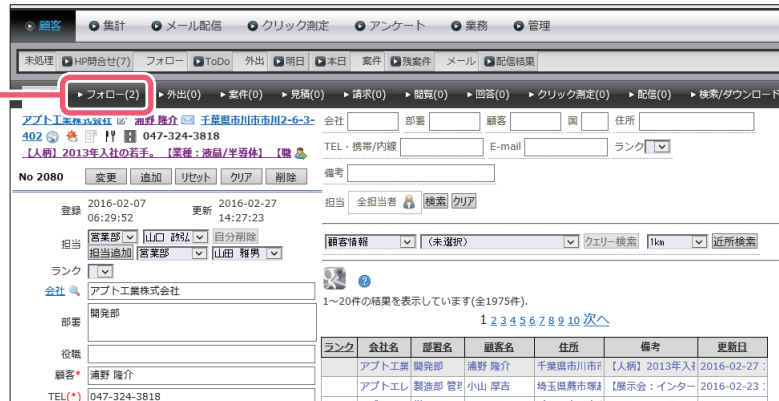 顧客 集計 メール配信 クリック測定 アンケート 業務 管理
未処理 HP問合せ(7) フォロー ToDo 外出 明日 本日 案件 残案件 メール 配信結果
フォロー(2) 外出(0) 案件(0) 見積(0) 請求(0) 閲覧(0) 回答(0) クリック測定(0) 配信(0) 検索/ダウンロード
アプト工業株式会社 浦野 隆介 千葉県市川市市川2-6-3-
402 047-324-3818
【人柄】2013年入社の若手。【業種：液晶/半導体】【職
No 2080 変更 追加 リセット クリア 削除
登録 2016-02-07 06:29:52 更新 2016-02-27 14:27:23
担当 営業部 山口 自分削除
担当追加 営業部 山田 雅男
ランク
会社 アプト工業株式会社
部署 開発部
役職
顧客* 浦野 隆介
TEL(*) 047-324-3818
会社 部署 顧客 国 住所
TEL・携帯/内線 E-mail ランク
備考
担当 全担当者 検索 クリア
顧客情報 (未選択) クエリー検索 1km 近所検索
1～20件の結果を表示しています(全1975件).
1 2 3 4 5 6 7 8 9 10 次へ
ランク 会社名 部署名 顧客名 住所 備考 更新日
アプト工業 開発部 浦野 隆介 千葉県市川市 【人柄】2013年入 2016-02-27
アプトエレ 製造部 管 小山 厚吉 埼玉県蕨市塚 【展示会：インター 2016-02-23